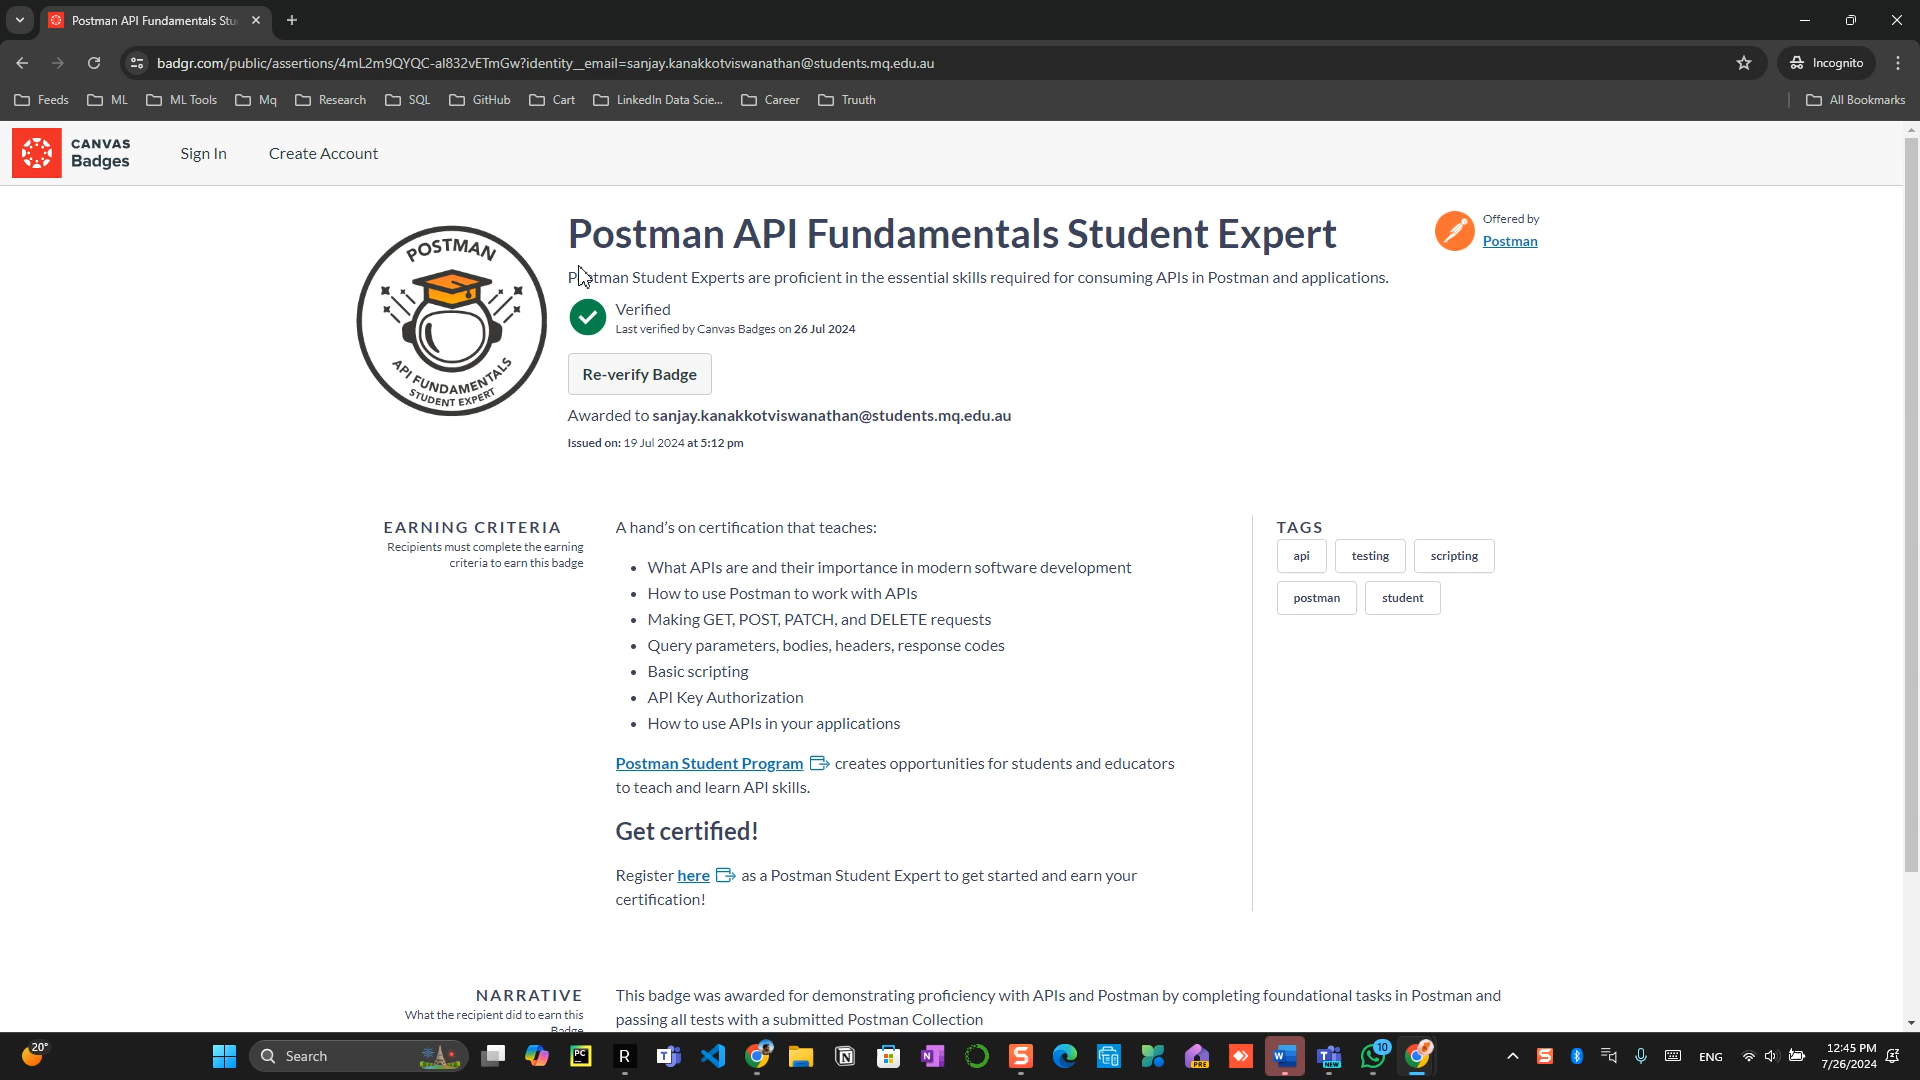 Postman API Fundamentals Stu
badgr.com/public/assertions/4mL2m9QYQC-al832vETmGw?identity__email=sanjay.kanakkotviswanathan@students.mq.edu.au
Incognito
Feeds
ML
ML Tools
Mq
Research
SQL
GitHub
Cart
LinkedIn Data Scie...
Career
Truuth
All Bookmarks
CANVAS
Badges
Sign In
Create Account
POSTMAN
API FUNDAMENTALS
STUDENT EXPERT
Postman API Fundamentals Student Expert
Postman Student Experts are proficient in the essential skills required for consuming APIs in Postman and applications.
Offered by
Postman
Verified
Last verified by Canvas Badges on 26 Jul 2024
Re-verify Badge
Awarded to sanjay.kanakkotviswanathan@students.mq.edu.au
Issued on: 19 Jul 2024 at 5:12 pm
EARNING CRITERIA
Recipients must complete the earning
criteria to earn this badge
A hand's on certification that teaches:
• What APIs are and their importance in modern software development
• How to use Postman to work with APIs
• Making GET, POST, PATCH, and DELETE requests
• Query parameters, bodies, headers, response codes
• Basic scripting
• API Key Authorization
• How to use APIs in your applications
Postman Student Program creates opportunities for students and educators
to teach and learn API skills.
Get certified!
Register here as a Postman Student Expert to get started and earn your
certification!
TAGS
api
testing
scripting
postman
student
NARRATIVE
What the recipient did to earn this
Badge
This badge was awarded for demonstrating proficiency with APIs and Postman by completing foundational tasks in Postman and
passing all tests with a submitted Postman Collection
20°
Search
PC
R
N
S
PRE
W
NEW
10
S
ENG
12:45 PM
7/26/2024